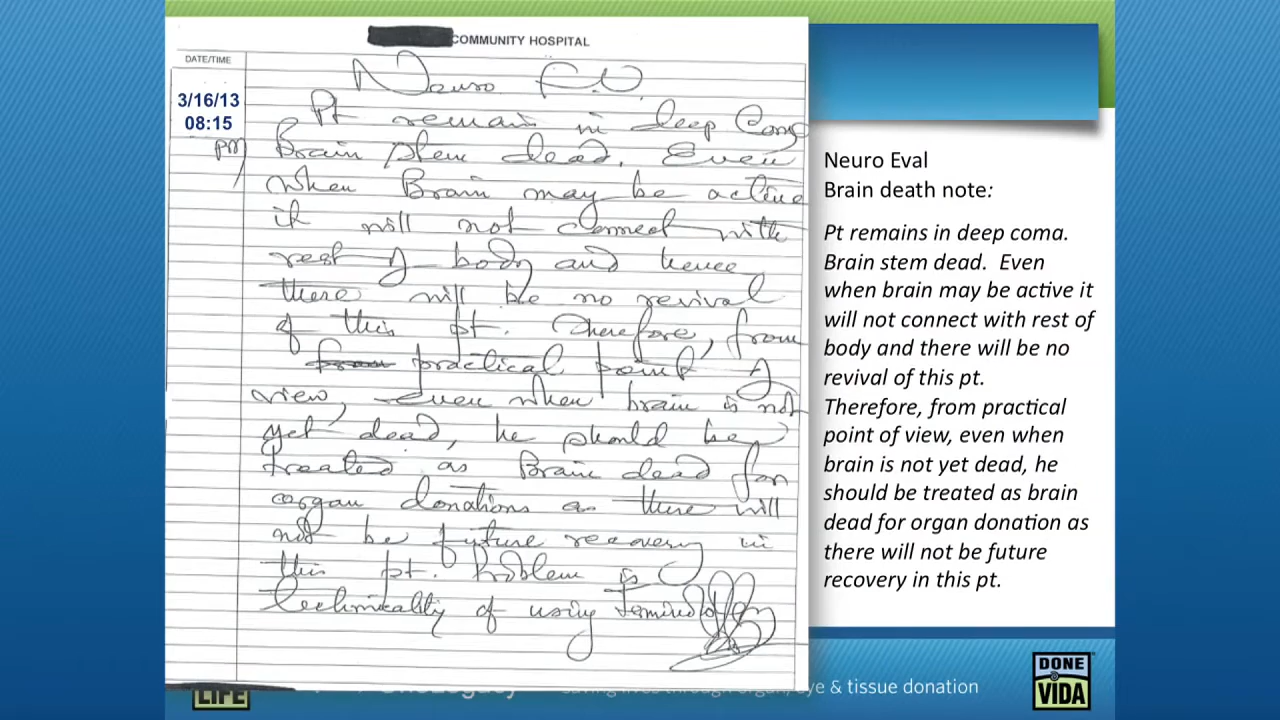 COMMUNITY HOSPITAL
DATE/TIME
3/16/13
08:15
pm
Neuro F.U.
Pt remain in deep Coma
Brain stem dead. Even
when Brain may be active
it will not connect with
rest of body and hence
there will be no revival
of this pt. Therefore, from
from practical point of
view, even when brain is not
yet dead, he should be
treated as Brain dead for
organ donations as there will
not be future recovery in
this pt. Problem is
technicality of using
Neuro Eval
Brain death note:
Pt remains in deep coma.
Brain stem dead. Even
when brain may be active it
will not connect with rest of
body and there will be no
revival of this pt.
Therefore, from practical
point of view, even when
brain is not yet dead, he
should be treated as brain
dead for organ donation as
there will not be future
recovery in this pt.
LIFE
& tissue donation
DONE
VIDA